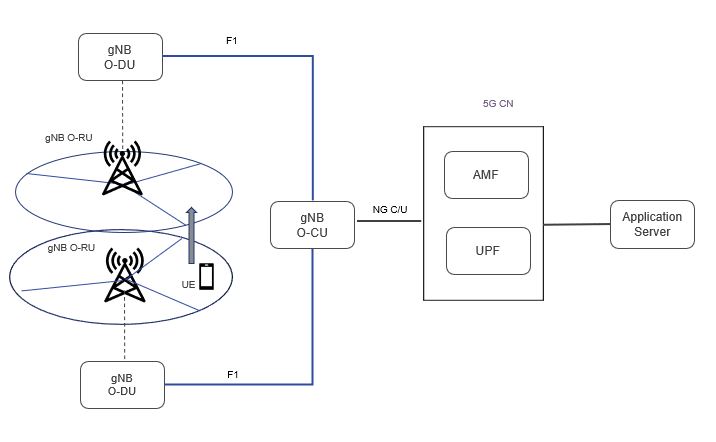 gNB
O-DU
F1
5G CN
gNB O-RU
AMF
gNB
O-CU
NG C/U
Application
Server
gNB O-RU
UPF
UE
F1
gNB
O-DU